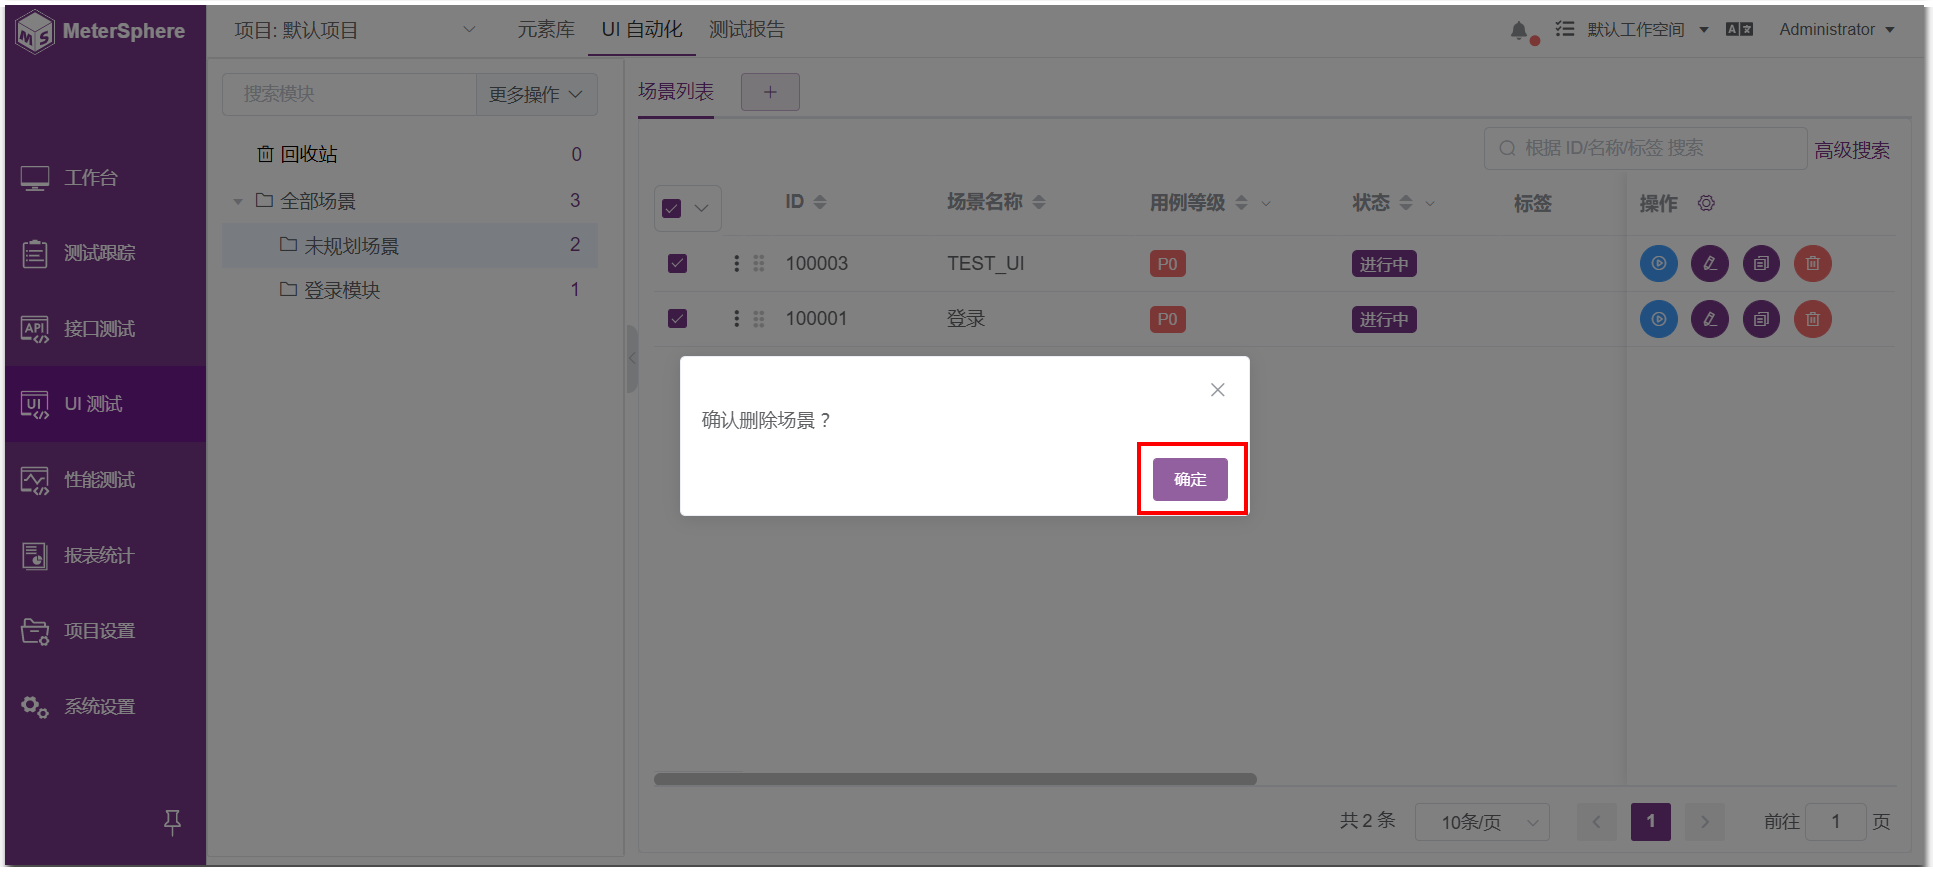 MeterSphere
项目: 默认项目
元素库
UI 自动化
测试报告
默认工作空间
Administrator
工作台
测试跟踪
API 接口测试
UI UI 测试
性能测试
报表统计
项目设置
系统设置
搜索模块
更多操作
回收站 0
全部场景 3
未规划场景 2
登录模块 1
场景列表
+
根据 ID/名称/标签 搜索
高级搜索
ID 场景名称 用例等级 状态 标签 操作
100003 TEST_UI P0 进行中
100001 登录 P0 进行中
确认删除场景？
确定
共 2 条 10条/页 1 前往 1 页